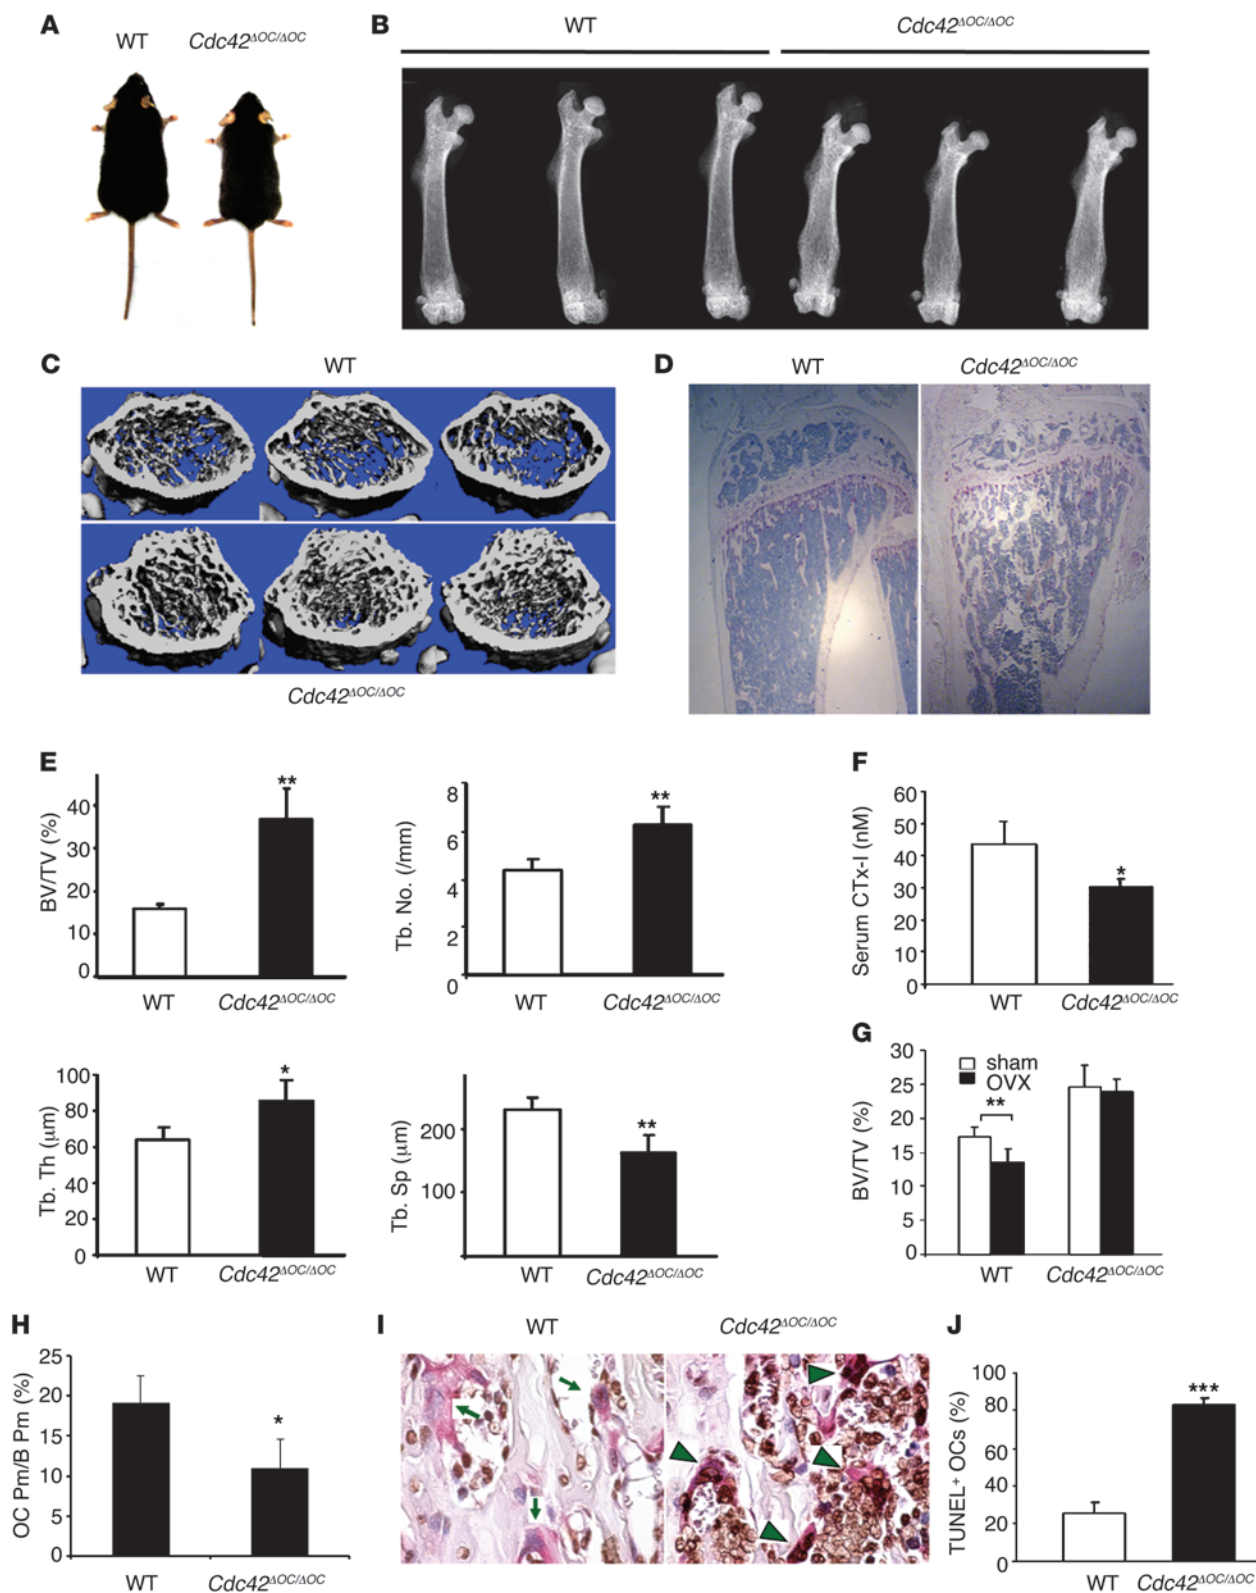 A
WT Cdc42ΔOC/ΔOC
B
WT Cdc42ΔOC/ΔOC
C
WT
Cdc42ΔOC/ΔOC
D
WT Cdc42ΔOC/ΔOC
E
BV/TV (%)
40
30
20
10
0
**
WT Cdc42ΔOC/ΔOC
Tb. No. (/mm)
8
6
4
2
0
**
WT Cdc42ΔOC/ΔOC
Tb. Th (μm)
100
80
60
40
20
0
*
WT Cdc42ΔOC/ΔOC
Tb. Sp (μm)
200
100
**
WT Cdc42ΔOC/ΔOC
F
Serum CTx-I (nM)
60
50
40
30
20
10
0
*
WT Cdc42ΔOC/ΔOC
G
BV/TV (%)
30
25
20
15
10
5
0
sham
OVX
**
WT Cdc42ΔOC/ΔOC
H
OC Pm/B Pm (%)
25
20
15
10
5
0
*
WT Cdc42ΔOC/ΔOC
I
WT Cdc42ΔOC/ΔOC
J
TUNEL+ OCs (%)
100
80
60
40
20
0
***
WT Cdc42ΔOC/ΔOC